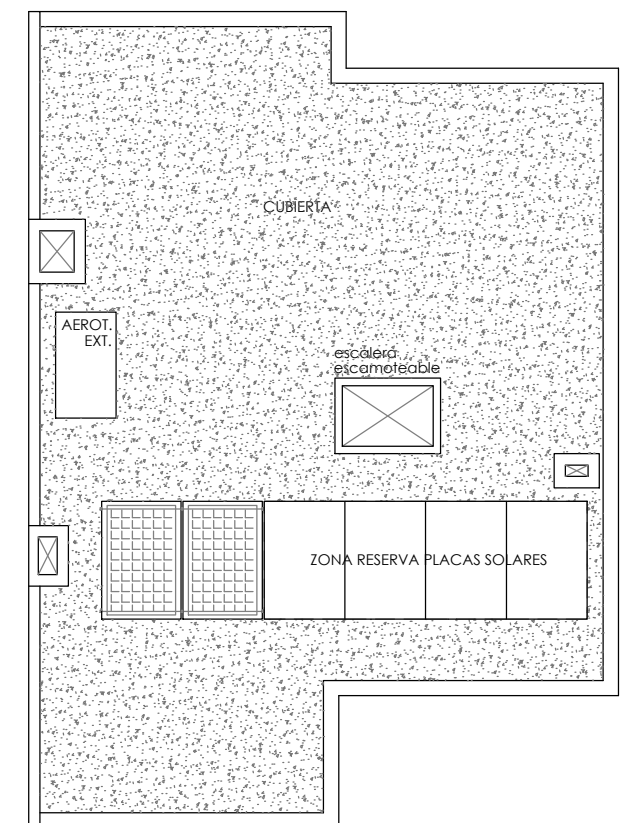 CUBIERTA
AEROT.
EXT.
escalera
escamoteable
ZONA RESERVA PLACAS SOLARES